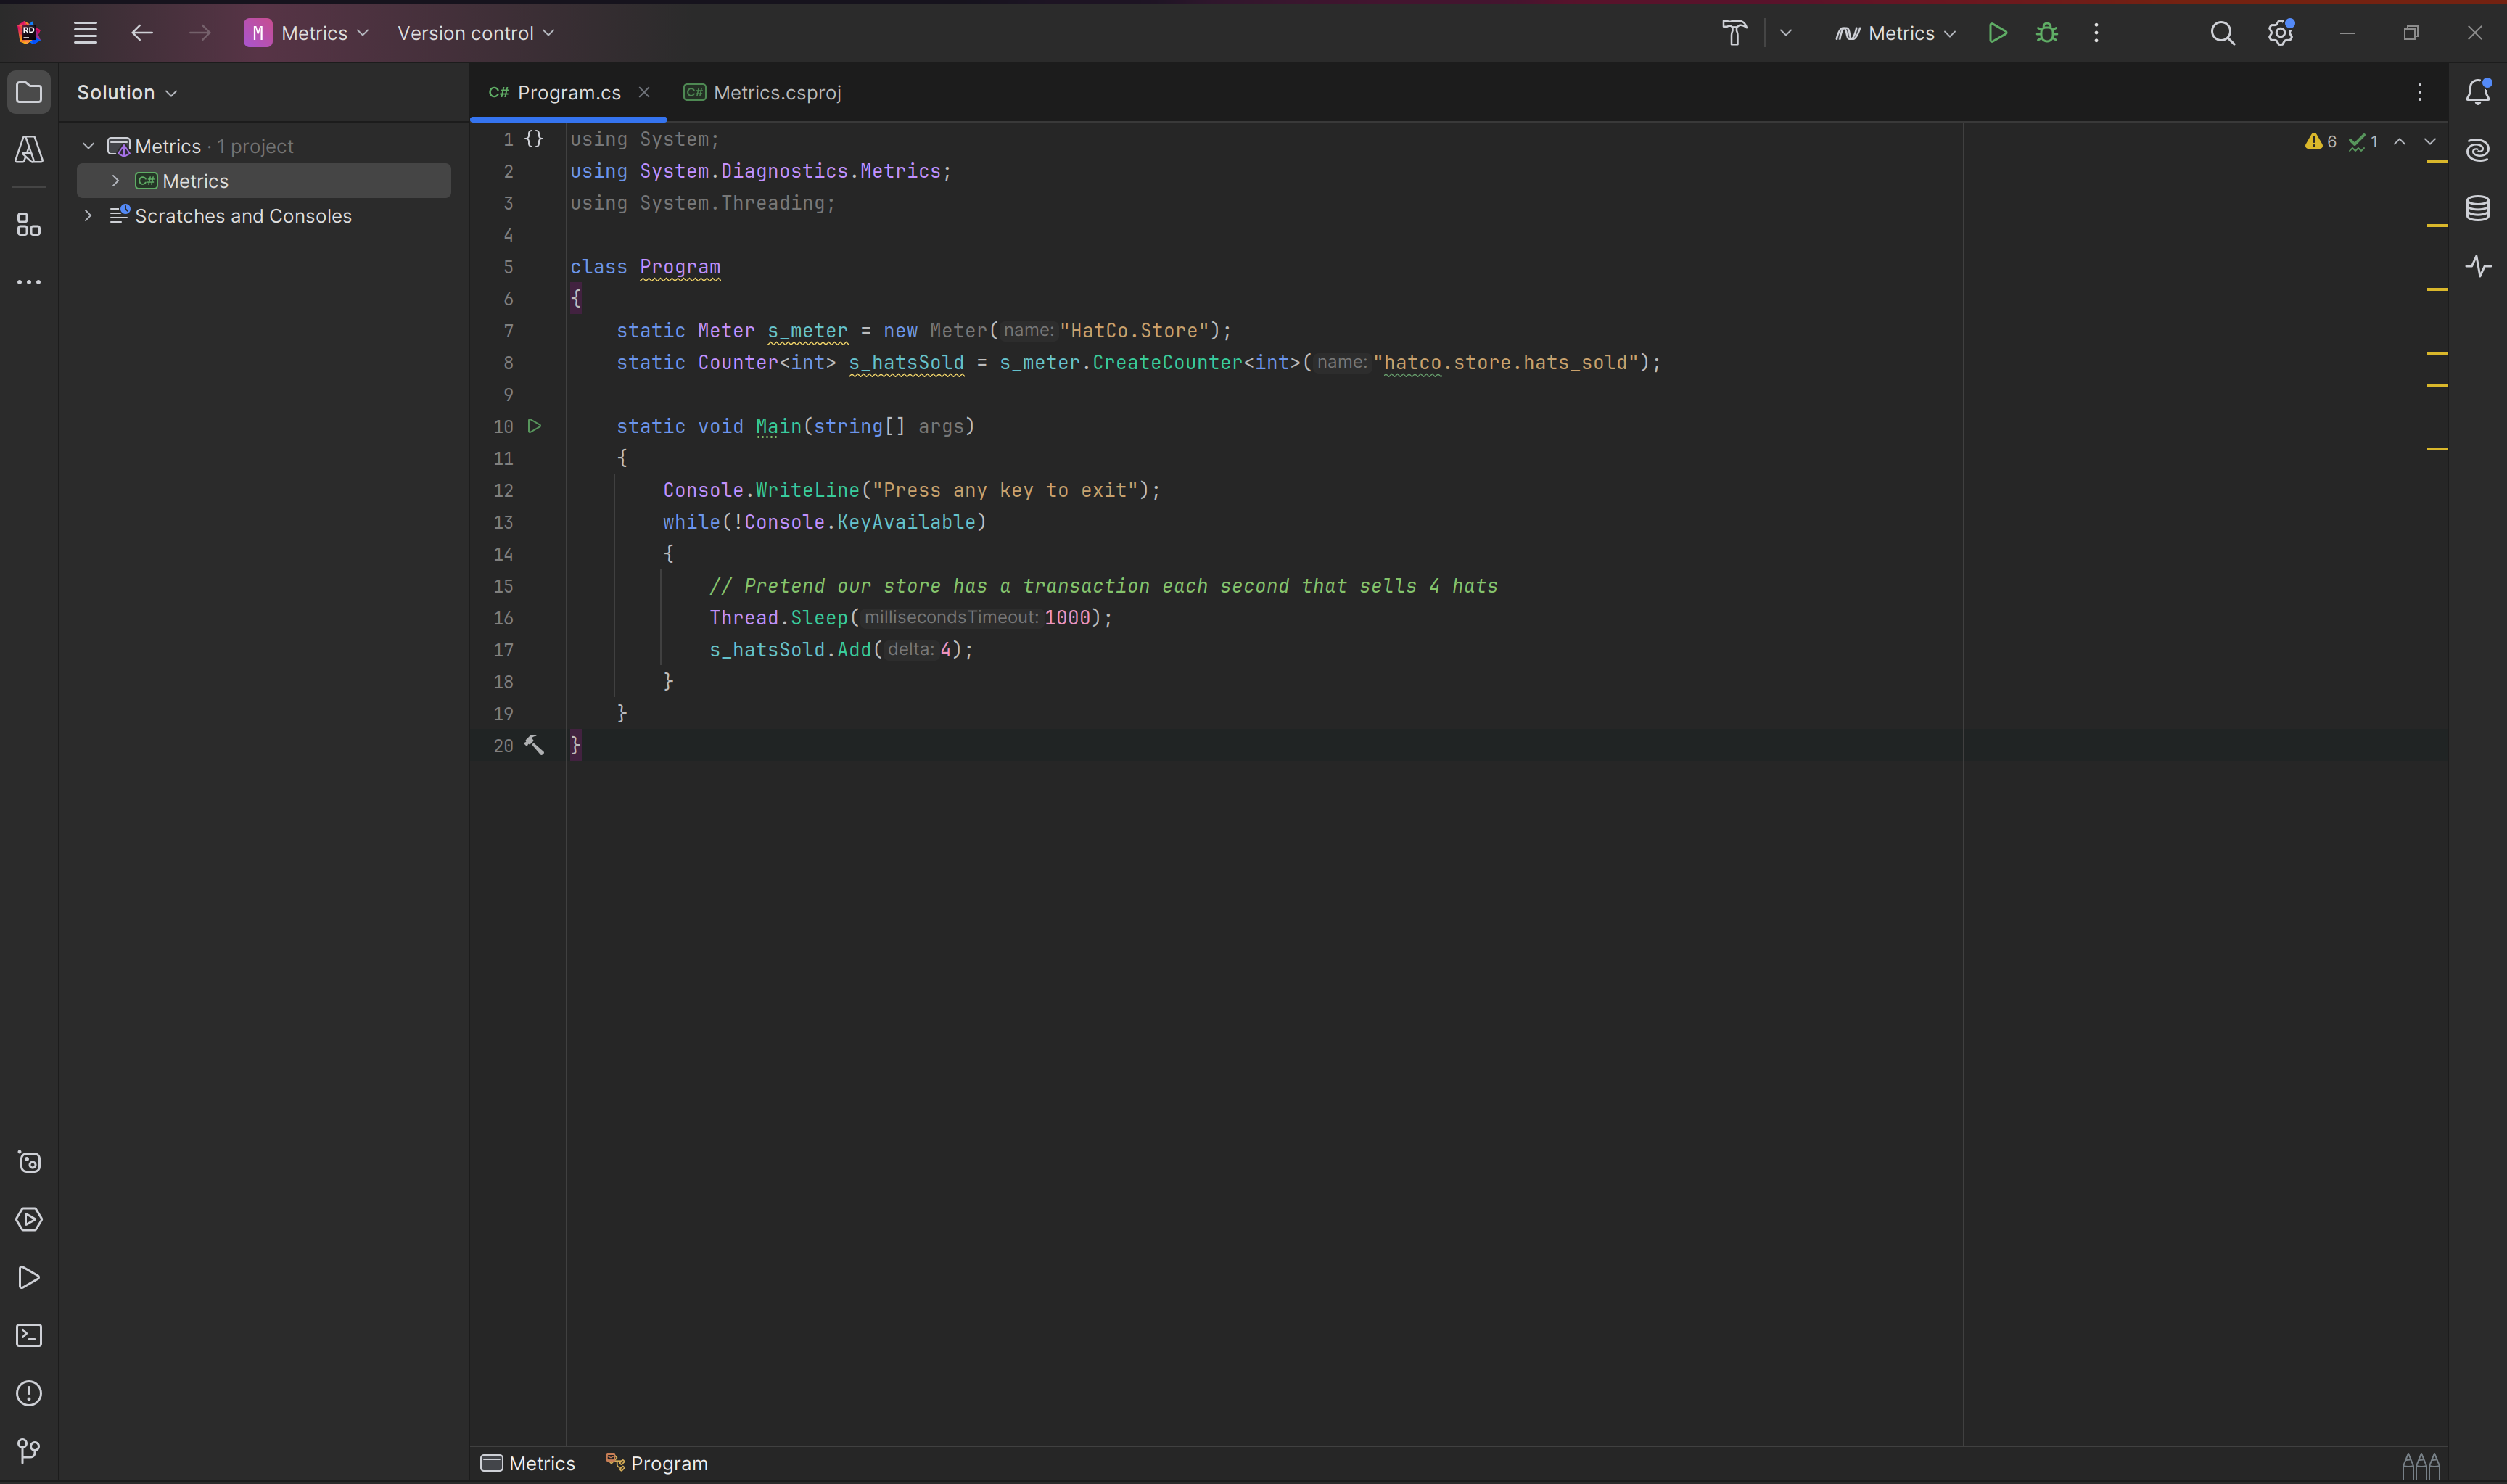 RD
M Metrics Version control Metrics
Solution
Metrics · 1 project
C# Metrics
Scratches and Consoles
C# Program.cs C# Metrics.csproj
6 1
1 {} using System;
2 using System.Diagnostics.Metrics;
3 using System.Threading;
4
5 class Program
6 {
7 static Meter s_meter = new Meter( name: "HatCo.Store");
8 static Counter<int> s_hatsSold = s_meter.CreateCounter<int>( name: "hatco.store.hats_sold");
9
10 static void Main(string[] args)
11 {
12 Console.WriteLine("Press any key to exit");
13 while(!Console.KeyAvailable)
14 {
15 // Pretend our store has a transaction each second that sells 4 hats
16 Thread.Sleep( millisecondsTimeout: 1000);
17 s_hatsSold.Add( delta: 4);
18 }
19 }
20 }
Metrics Program